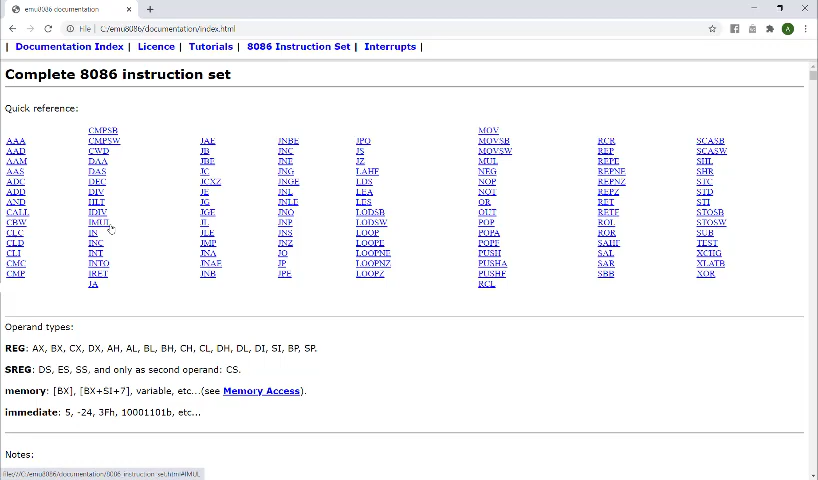 emu8086 documentation
File | C:/emu8086/documentation/index.html
A
| Documentation Index | Licence | Tutorials | 8086 Instruction Set | Interrupts |
Complete 8086 instruction set
Quick reference:
AAA
AAD
AAM
AAS
ADC
ADD
AND
CALL
CBW
CLC
CLD
CLI
CMC
CMP
CMPSB
CMPSW
CWD
DAA
DAS
DEC
DIV
HLT
IDIV
IMUL
IN
INC
INT
INTO
IRET
JA
JAE
JB
JBE
JC
JCXZ
JE
JG
JGE
JL
JLE
JMP
JNA
JNAE
JNB
JNBE
JNC
JNE
JNG
JNGE
JNL
JNLE
JNO
JNP
JNS
JNZ
JO
JP
JPE
JPO
JS
JZ
LAHF
LDS
LEA
LES
LODSB
LODSW
LOOP
LOOPE
LOOPNE
LOOPNZ
LOOPZ
MOV
MOVSB
MOVSW
MUL
NEG
NOP
NOT
OR
OUT
POP
POPA
POPF
PUSH
PUSHA
PUSHF
RCL
RCR
REP
REPE
REPNE
REPNZ
REPZ
RET
RETF
ROL
ROR
SAHF
SAL
SAR
SBB
SCASB
SCASW
SHL
SHR
STC
STD
STI
STOSB
STOSW
SUB
TEST
XCHG
XLATB
XOR
Operand types:
REG: AX, BX, CX, DX, AH, AL, BL, BH, CH, CL, DH, DL, DI, SI, BP, SP.
SREG: DS, ES, SS, and only as second operand: CS.
memory: [BX], [BX+SI+7], variable, etc...(see Memory Access).
immediate: 5, -24, 3Fh, 10001101b, etc...
Notes:
file:///C:/emu8086/documentation/8086_instruction_set.html#IMUL